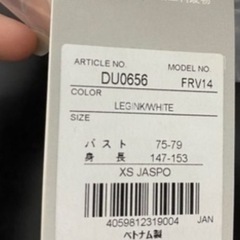 ARTICLE NO. MODEL NO.
DU0656 FRV14
COLOR
LEGINK/WHITE
SIZE
バスト 75-79
身 長 147-153
XS JASPO
4059812319004 JAN
ベトナム製